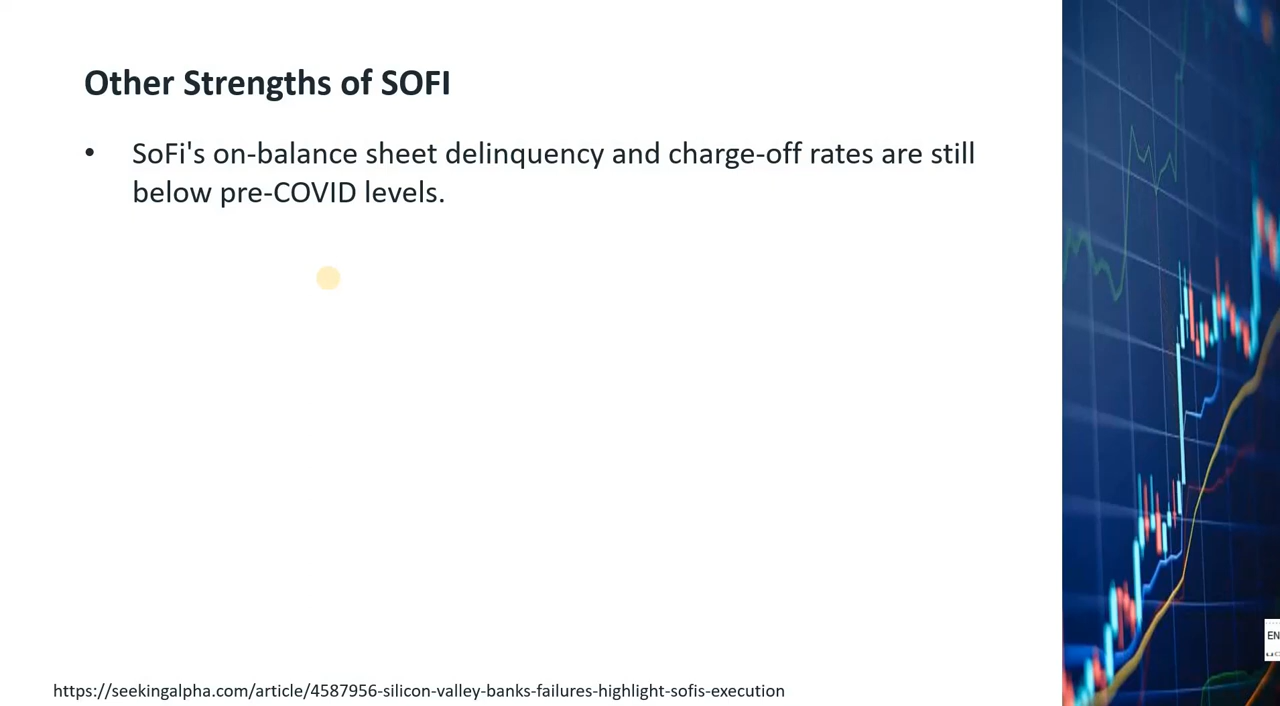 Other Strengths of SOFI
• SoFi's on-balance sheet delinquency and charge-off rates are still
below pre-COVID levels.
EN
https://seekingalpha.com/article/4587956-silicon-valley-banks-failures-highlight-sofis-execution